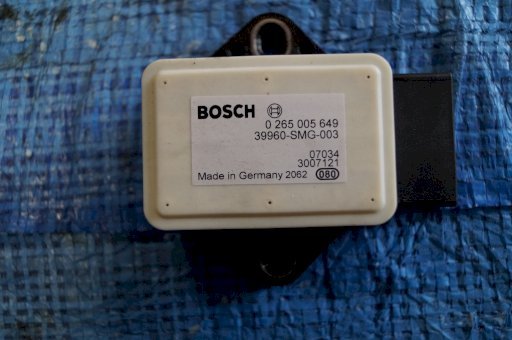 BOSCH
0 265 005 649
39960-SMG-003
07034
3007121
Made in Germany 2062 080